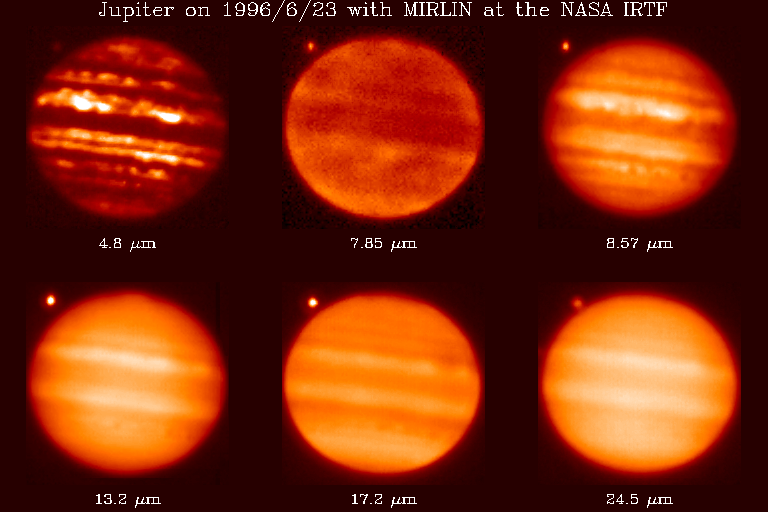 Jupiter on 1996/6/23 with MIRLIN at the NASA IRTF
4.8 μm
7.85 μm
8.57 μm
13.2 μm
17.2 μm
24.5 μm